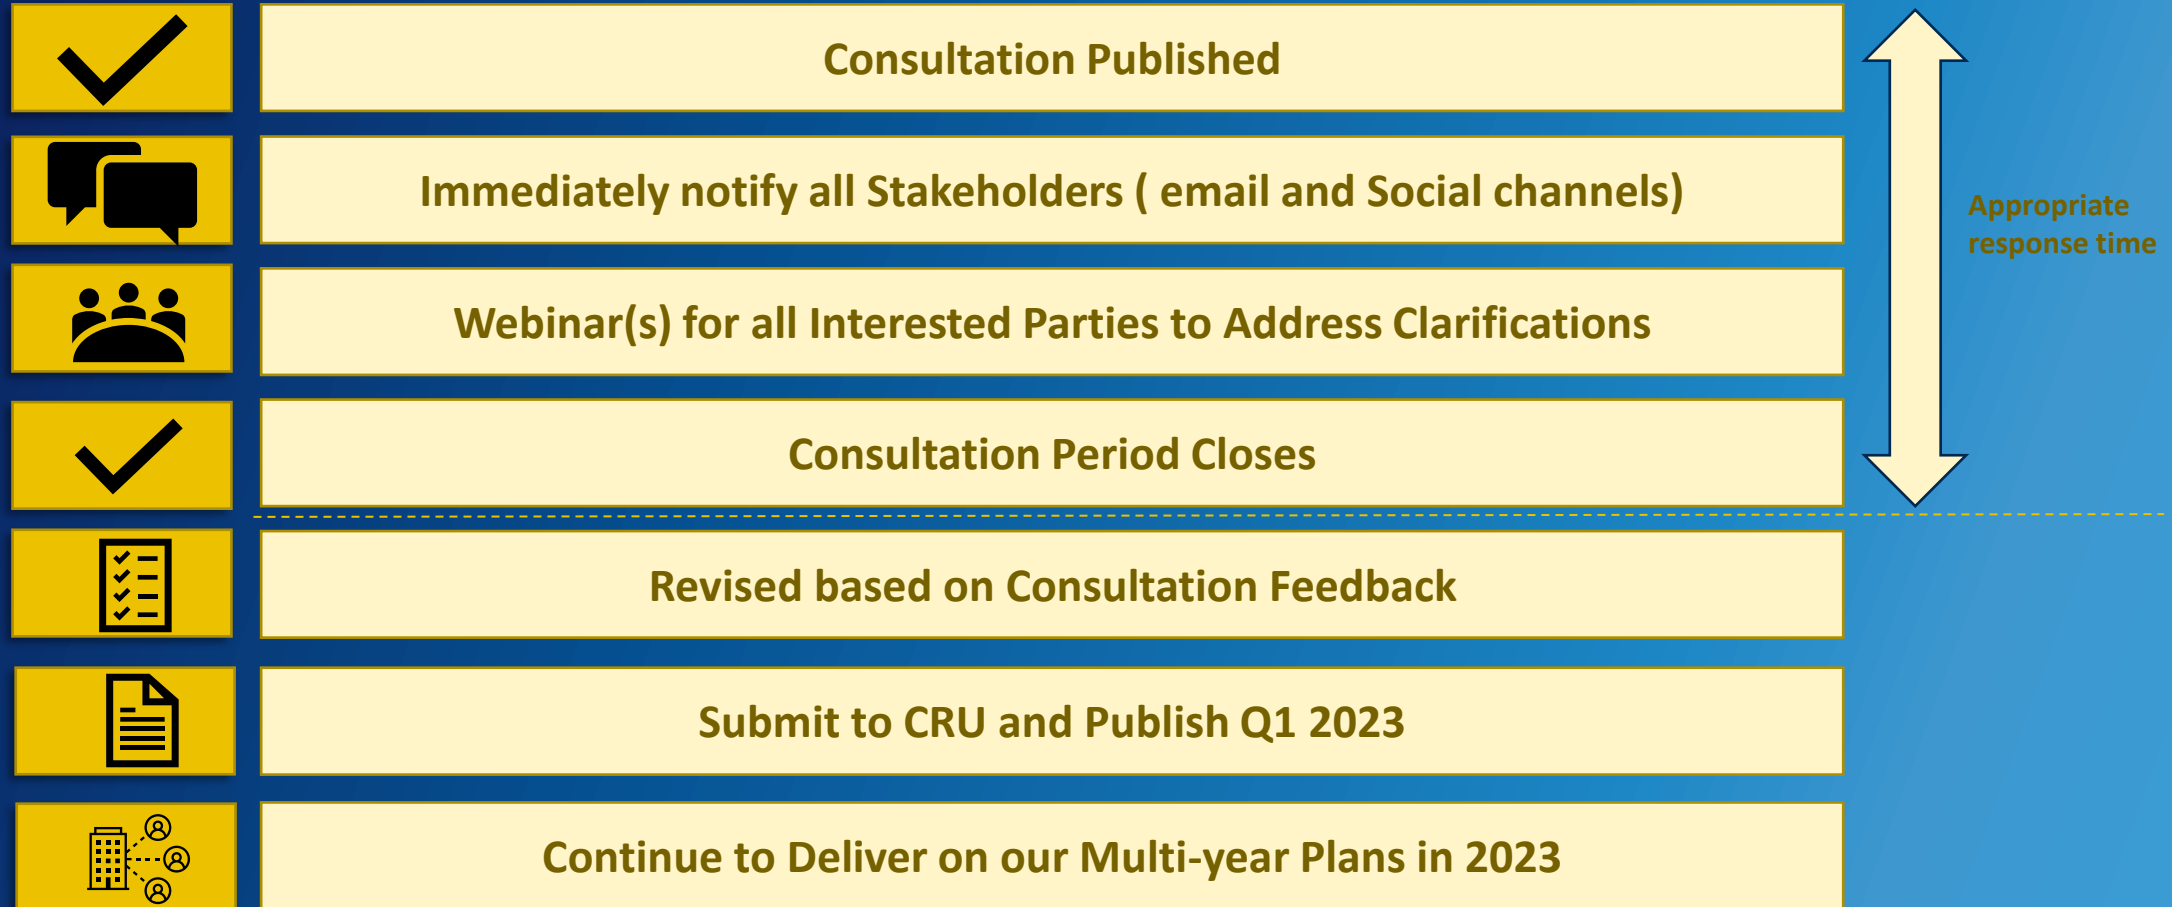 Consultation Published
Immediately notify all Stakeholders ( email and Social channels)
Appropriate
response time
Webinar(s) for all Interested Parties to Address Clarifications
Consultation Period Closes
Revised based on Consultation Feedback
Submit to CRU and Publish Q1 2023
Continue to Deliver on our Multi-year Plans in 2023